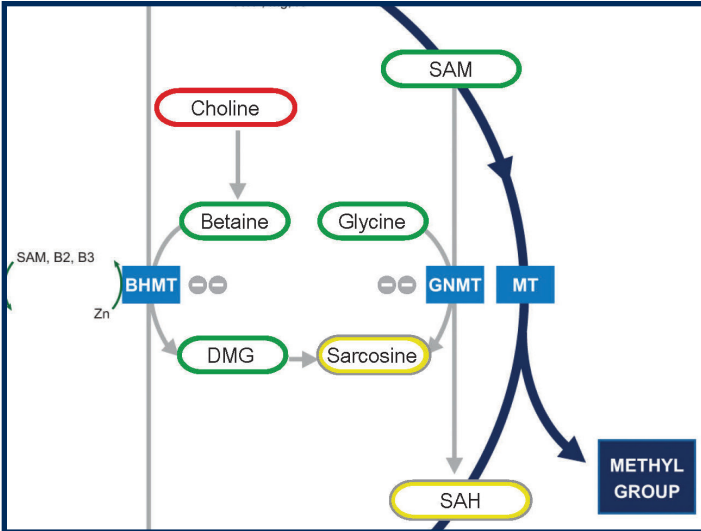 SAM
Choline
Betaine
Glycine
SAM, B2, B3
BHMT
GNMT
MT
Zn
DMG
Sarcosine
METHYL
GROUP
SAH